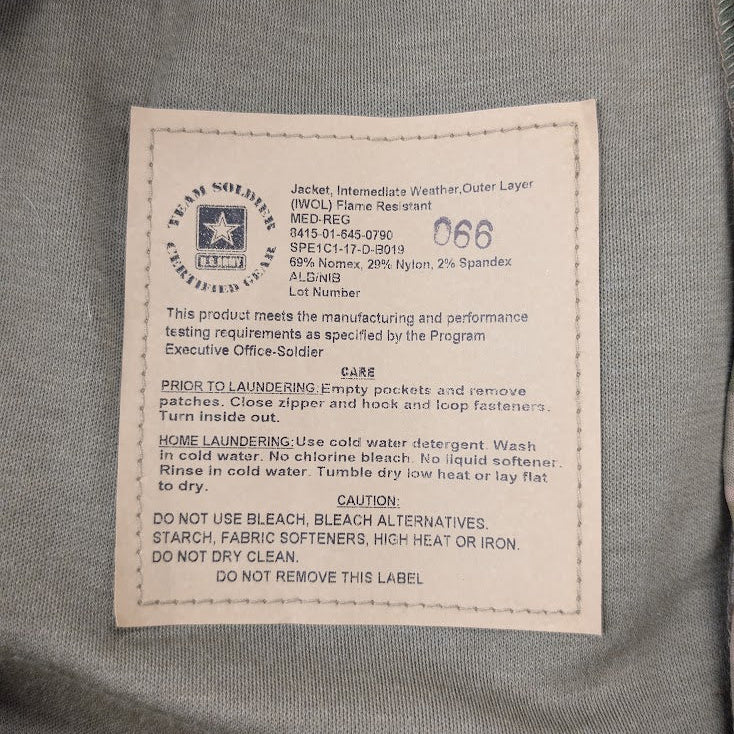 TEAM SOLDIER
U.S. ARMY
CERTIFIED GEAR
Jacket, Intemediate Weather,Outer Layer
(IWOL) Flame Resistant
MED-REG
8415-01-645-0790
066
SPE1C1-17-D-B019
69% Nomex, 29% Nylon, 2% Spandex
ALB/NIB
Lot Number
This product meets the manufacturing and performance
testing requirements as specified by the Program
Executive Office-Soldier
CARE
PRIOR TO LAUNDERING:Empty pockets and remove
patches. Close zipper and hook and loop fasteners.
Turn inside out.
HOME LAUNDERING:Use cold water detergent. Wash
in cold water. No chlorine bleach. No liquid softener.
Rinse in cold water. Tumble dry low heat or lay flat
to dry.
CAUTION:
DO NOT USE BLEACH, BLEACH ALTERNATIVES.
STARCH, FABRIC SOFTENERS, HIGH HEAT OR IRON.
DO NOT DRY CLEAN.
DO NOT REMOVE THIS LABEL